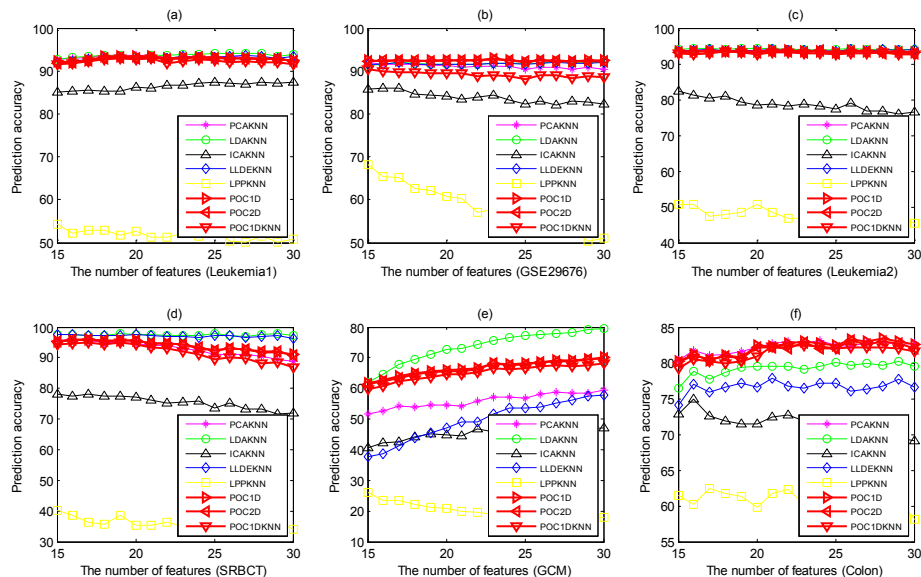 (a)
100
90
80
70
60
50
15
20
25
30
Prediction accuracy
The number of features (Leukemia1)
PCAKNN
LDAKNN
ICAKNN
LLDEKNN
LPPKNN
POC1D
POC2D
POC1DKNN
(b)
100
90
80
70
60
50
15
20
25
30
Prediction accuracy
The number of features (GSE29676)
PCAKNN
LDAKNN
ICAKNN
LLDEKNN
LPPKNN
POC1D
POC2D
POC1DKNN
(c)
100
90
80
70
60
50
40
15
20
25
30
Prediction accuracy
The number of features (Leukemia2)
PCAKNN
LDAKNN
ICAKNN
LLDEKNN
LPPKNN
POC1D
POC2D
POC1DKNN
(d)
100
90
80
70
60
50
40
30
15
20
25
30
Prediction accuracy
The number of features (SRBCT)
PCAKNN
LDAKNN
ICAKNN
LLDEKNN
LPPKNN
POC1D
POC2D
POC1DKNN
(e)
80
70
60
50
40
30
20
10
15
20
25
30
Prediction accuracy
The number of features (GCM)
PCAKNN
LDAKNN
ICAKNN
LLDEKNN
LPPKNN
POC1D
POC2D
POC1DKNN
(f)
85
80
75
70
65
60
55
15
20
25
30
Prediction accuracy
The number of features (Colon)
PCAKNN
LDAKNN
ICAKNN
LLDEKNN
LPPKNN
POC1D
POC2D
POC1DKNN